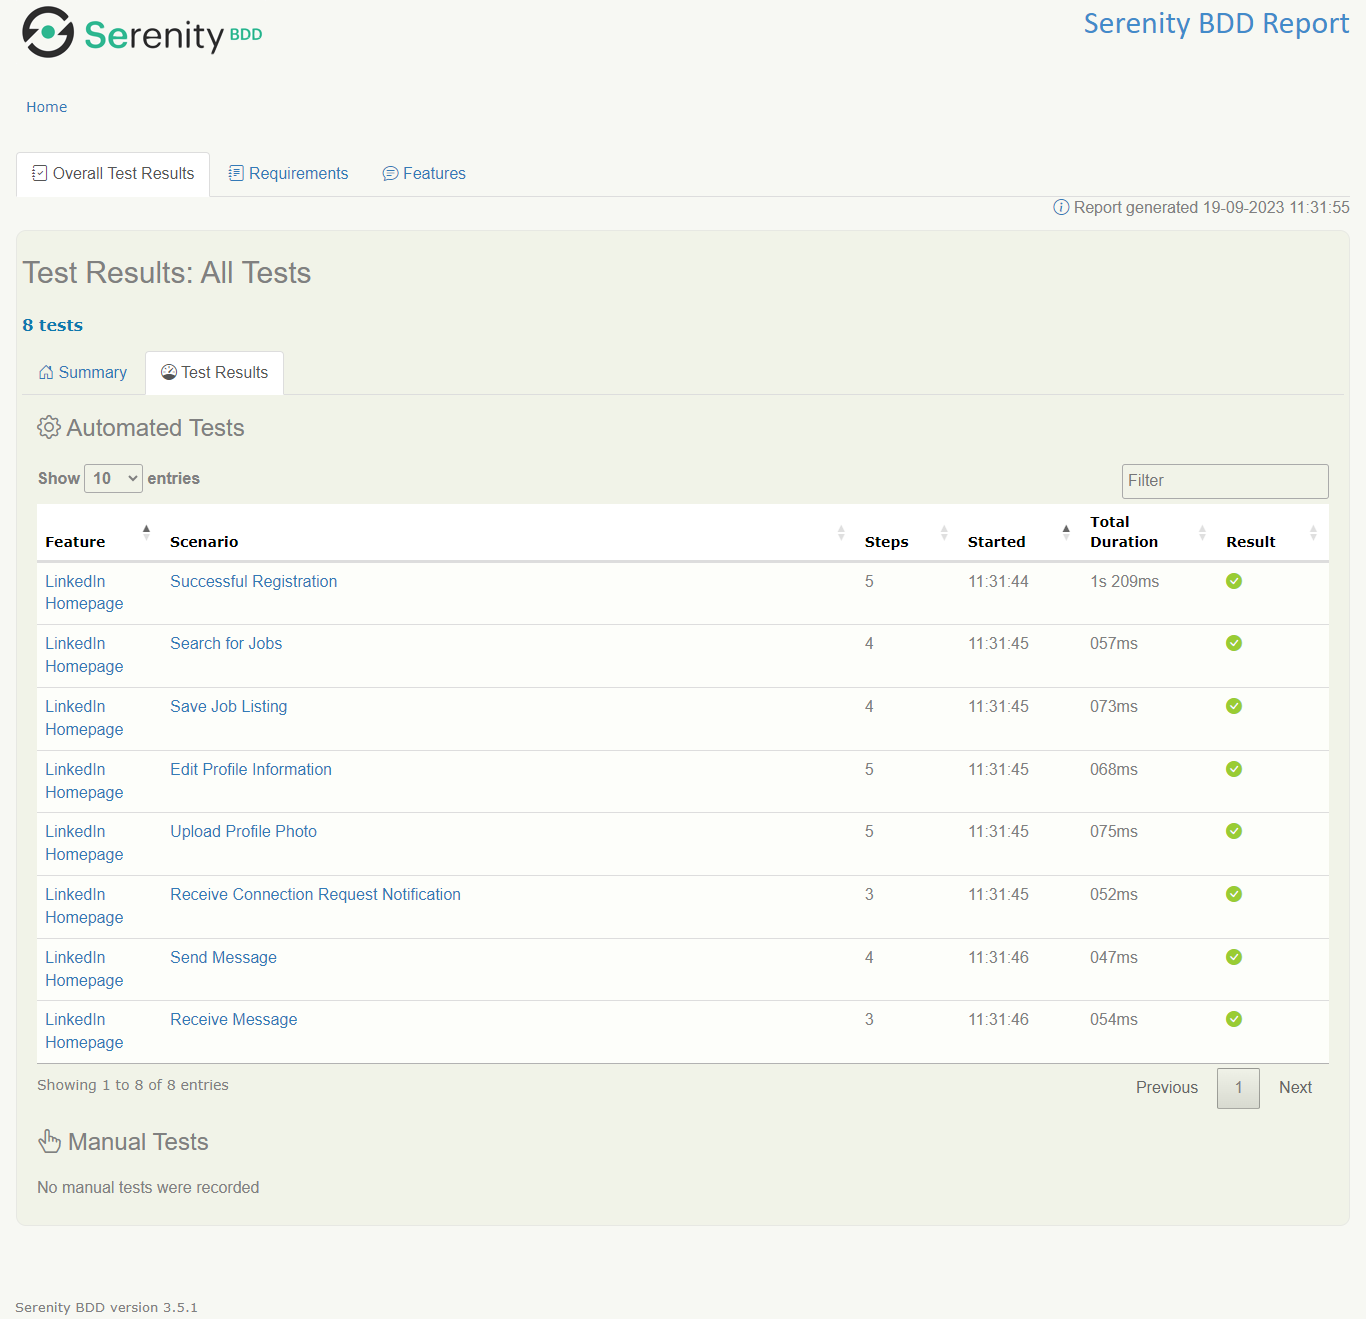 Serenity BDD
Serenity BDD Report
Home
Overall Test Results
Requirements
Features
Report generated 19-09-2023 11:31:55
Test Results: All Tests
8 tests
Summary
Test Results
Automated Tests
Show 10 entries
Filter
Feature Scenario Steps Started Total Duration Result
LinkedIn Homepage Successful Registration 5 11:31:44 1s 209ms
LinkedIn Homepage Search for Jobs 4 11:31:45 057ms
LinkedIn Homepage Save Job Listing 4 11:31:45 073ms
LinkedIn Homepage Edit Profile Information 5 11:31:45 068ms
LinkedIn Homepage Upload Profile Photo 5 11:31:45 075ms
LinkedIn Homepage Receive Connection Request Notification 3 11:31:45 052ms
LinkedIn Homepage Send Message 4 11:31:46 047ms
LinkedIn Homepage Receive Message 3 11:31:46 054ms
Showing 1 to 8 of 8 entries
Previous 1 Next
Manual Tests
No manual tests were recorded
Serenity BDD version 3.5.1